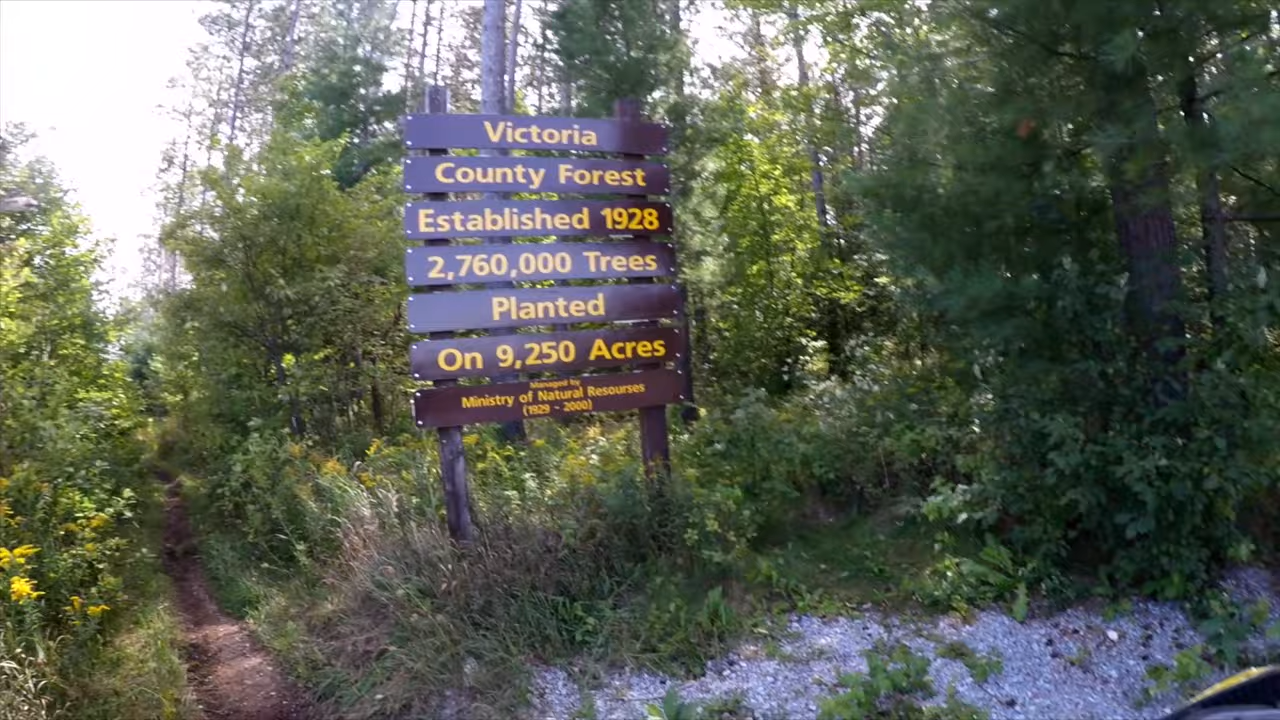 Victoria
County Forest
Established 1928
2,760,000 Trees
Planted
On 9,250 Acres
Managed by
Ministry of Natural Resourses
(1929 - 2000)